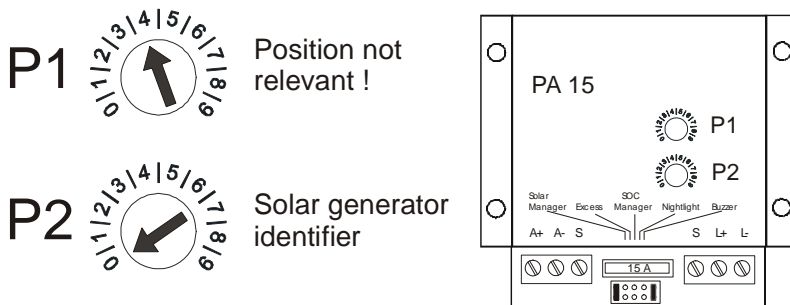 P1
0|1|2|3|4|5|6|7|8|9
Position not
relevant !
P2
0|1|2|3|4|5|6|7|8|9
Solar generator
identifier
PA 15
P1
P2
Solar
Manager
Excess
SOC
Manager
Nightlight
Buzzer
A+ A- S
S L+ L-
15 A